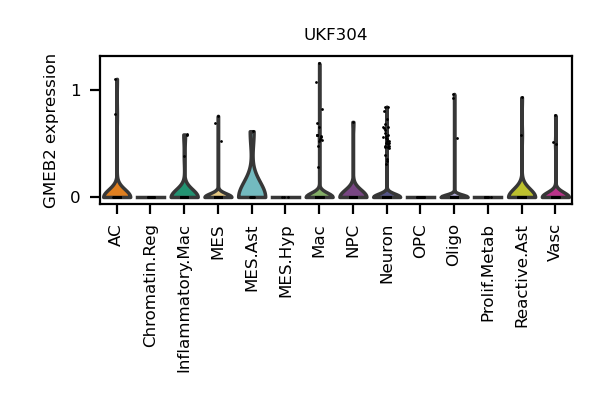 UKF304
GMEB2 expression
1
0
AC
Chromatin.Reg
Inflammatory.Mac
MES
MES.Ast
MES.Hyp
Mac
NPC
Neuron
OPC
Oligo
Prolif.Metab
Reactive.Ast
Vasc